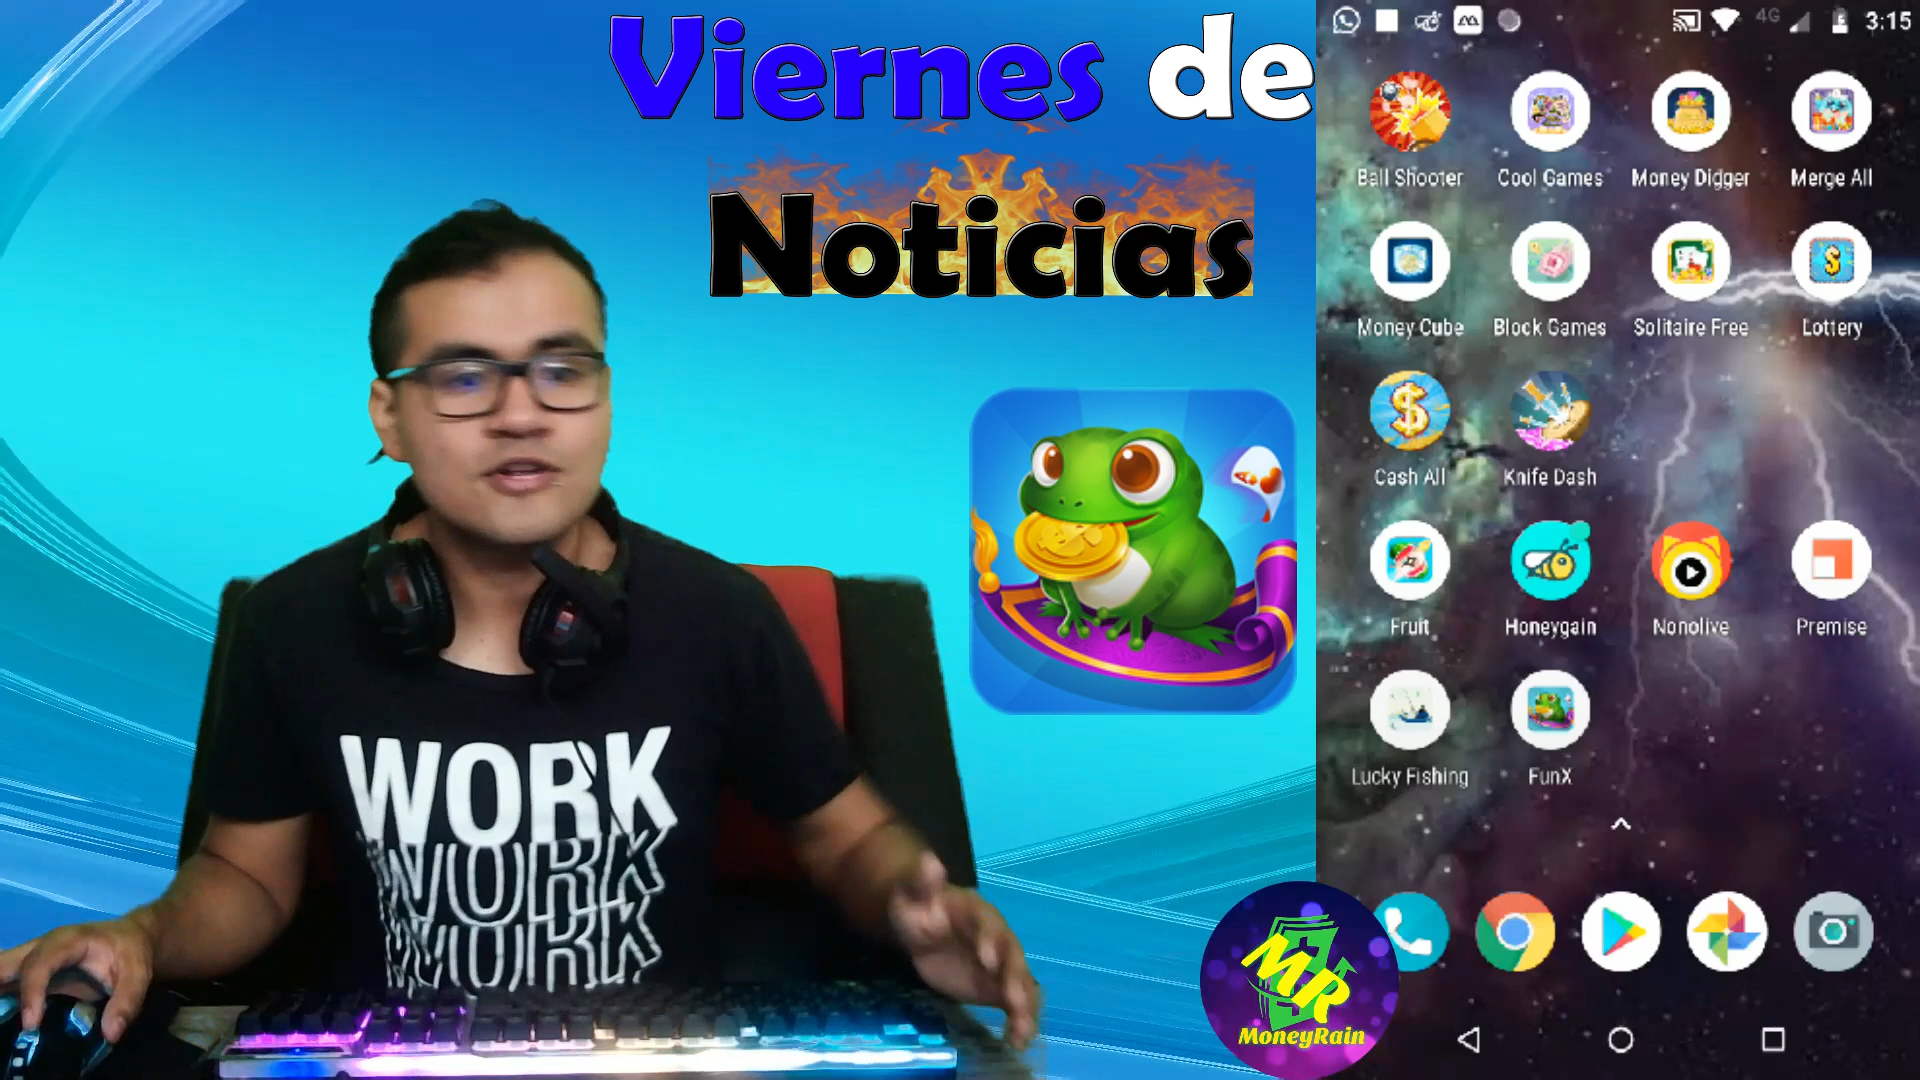 Viernes de
Noticias
4G 3:15
Ball Shooter Cool Games Money Digger Merge All
Money Cube Block Games Solitaire Free Lottery
Cash All Knife Dash
Fruit Honeygain Nonolive Premise
Lucky Fishing FunX
WORK
WORK
WORK
MR
MoneyRain